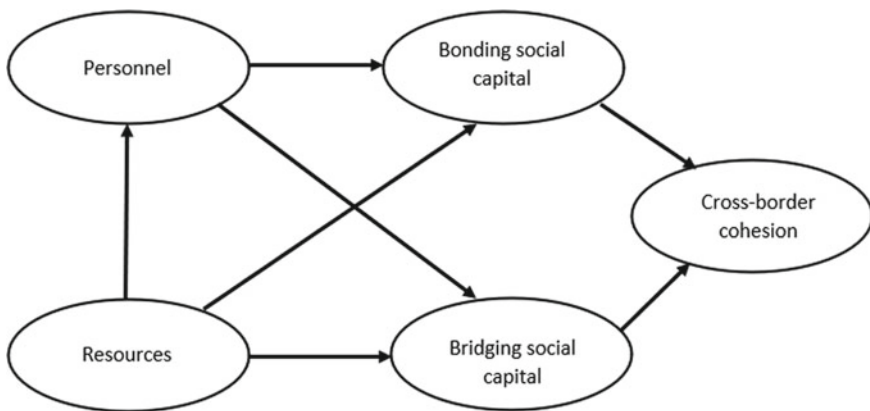 Personnel
Bonding social
capital
Cross-border
cohesion
Resources
Bridging social
capital